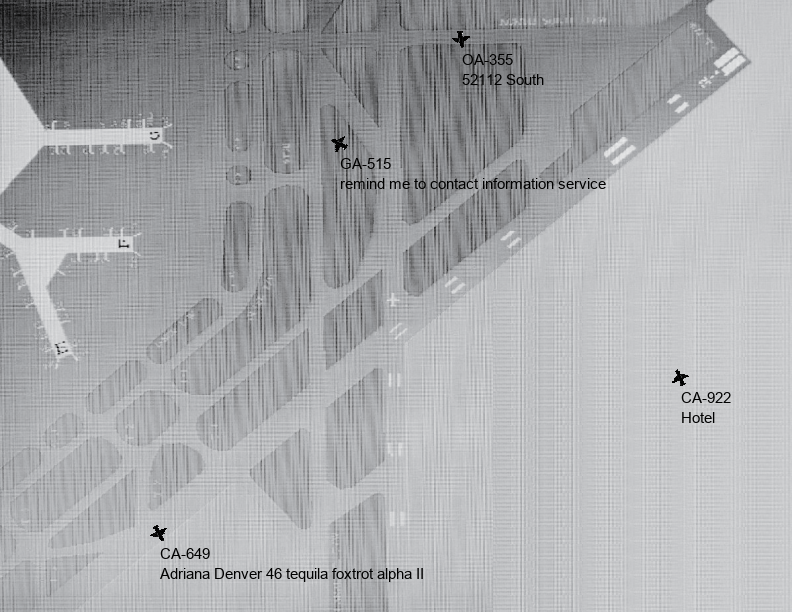 OA-355
52112 South
GA-515
remind me to contact information service
CA-922
Hotel
CA-649
Adriana Denver 46 tequila foxtrot alpha II